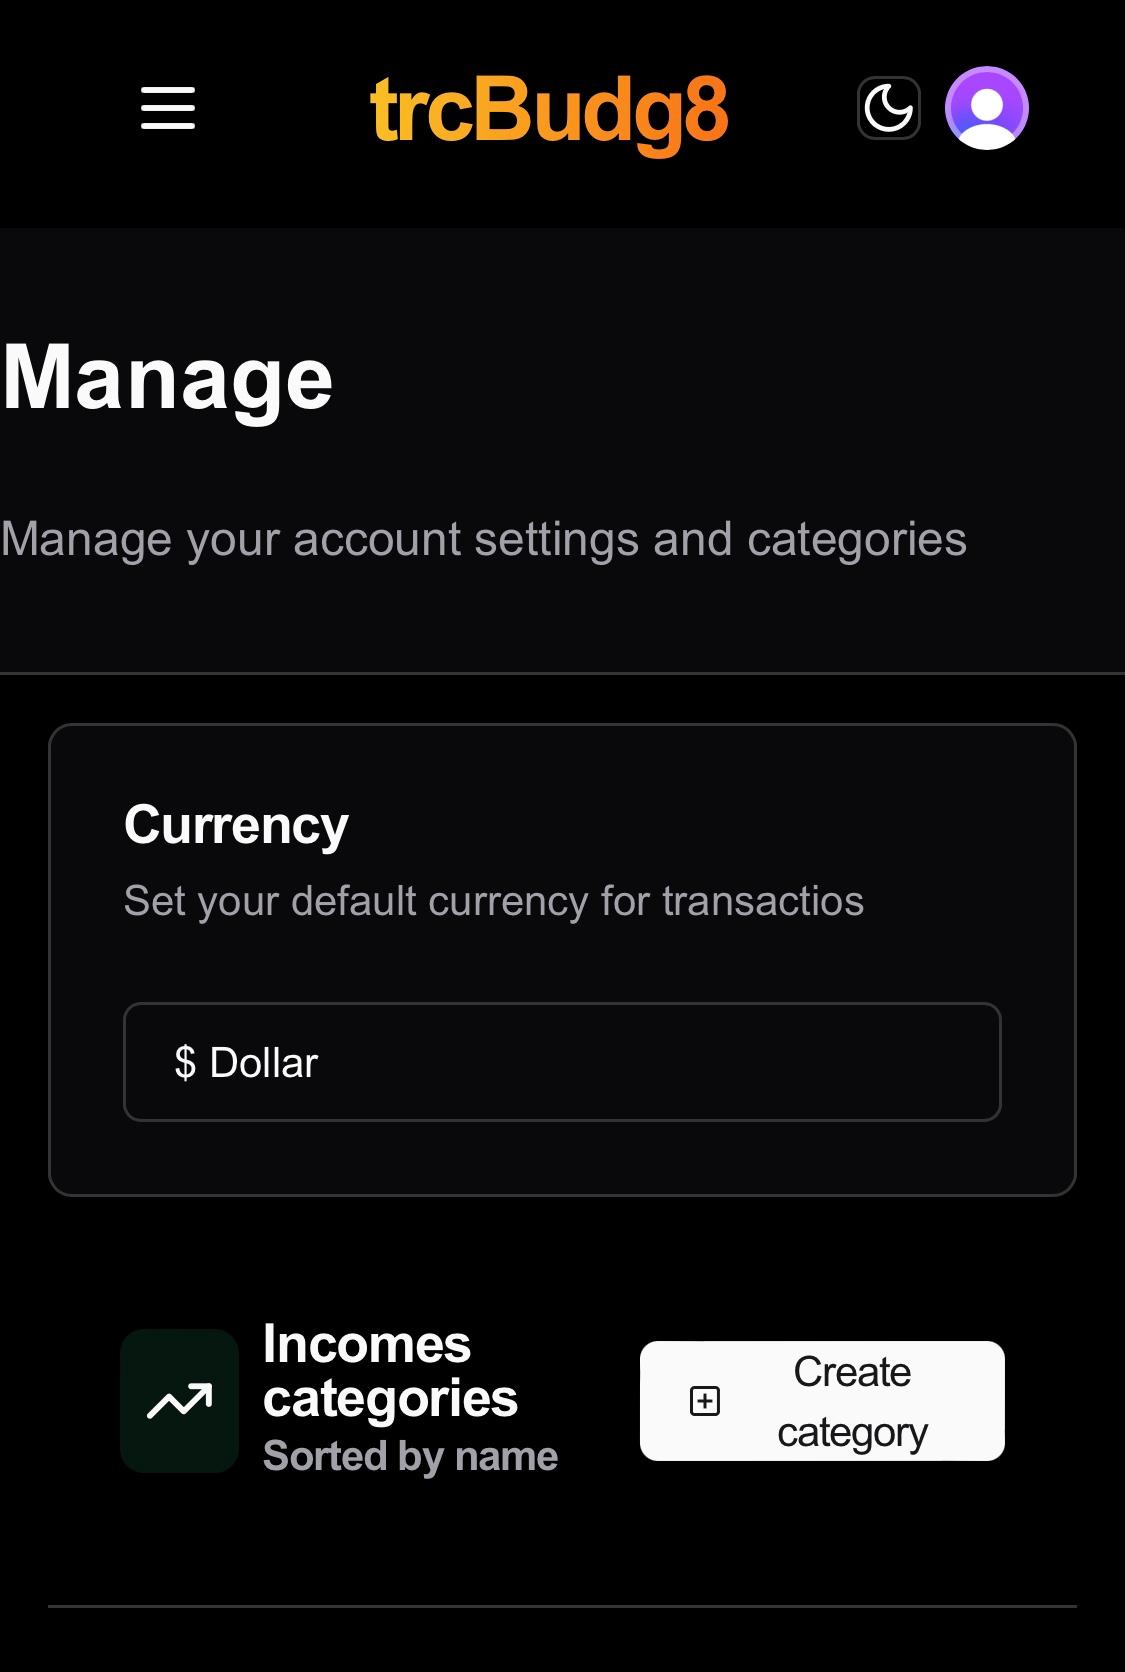 trcBudg8
Manage
Manage your account settings and categories
Currency
Set your default currency for transactios
$ Dollar
Incomes
categories
Sorted by name
Create
category